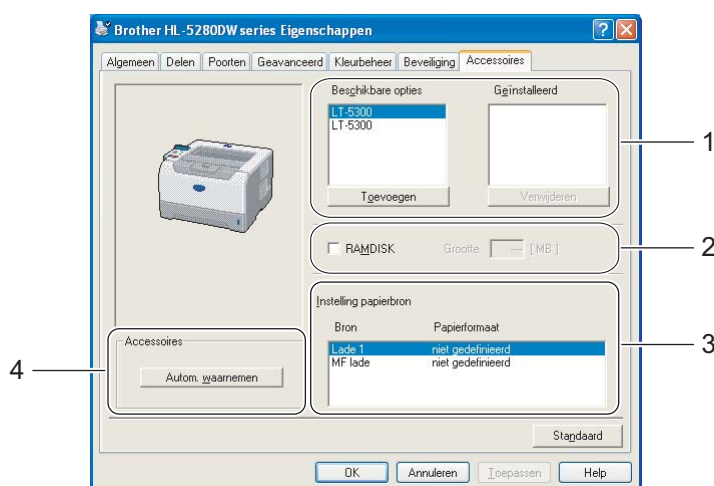 Brother HL-5280DW series Eigenschappen
Algemeen Delen Poorten Geavanceerd Kleurbeheer Beveiliging Accessoires
Beschikbare opties Geïnstalleerd
LT-5300
LT-5300
1
Toevoegen Verwijderen
RAMDISK Grootte --- [MB]
2
Instelling papierbron
Bron Papierformaat
Lade 1 niet gedefinieerd
MF lade niet gedefinieerd
3
Accessoires
4
Autom. waarnemen
Standaard
OK Annuleren Toepassen Help